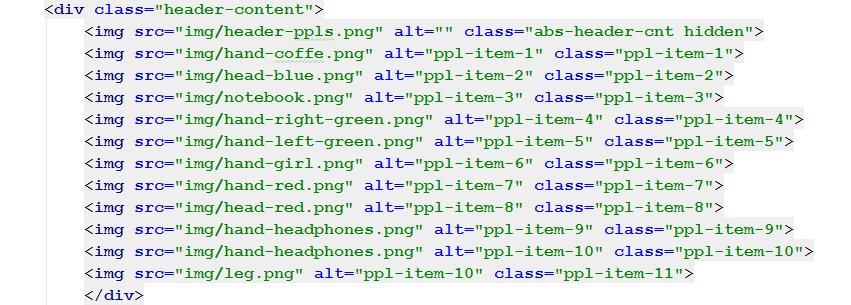 <div class="header-content">
<img src="img/header-ppls.png" alt="" class="abs-header-cnt hidden">
<img src="img/hand-coffe.png" alt="ppl-item-1" class="ppl-item-1">
<img src="img/head-blue.png" alt="ppl-item-2" class="ppl-item-2">
<img src="img/notebook.png" alt="ppl-item-3" class="ppl-item-3">
<img src="img/hand-right-green.png" alt="ppl-item-4" class="ppl-item-4">
<img src="img/hand-left-green.png" alt="ppl-item-5" class="ppl-item-5">
<img src="img/hand-girl.png" alt="ppl-item-6" class="ppl-item-6">
<img src="img/hand-red.png" alt="ppl-item-7" class="ppl-item-7">
<img src="img/head-red.png" alt="ppl-item-8" class="ppl-item-8">
<img src="img/hand-headphones.png" alt="ppl-item-9" class="ppl-item-9">
<img src="img/hand-headphones.png" alt="ppl-item-10" class="ppl-item-10">
<img src="img/leg.png" alt="ppl-item-10" class="ppl-item-11">
</div>